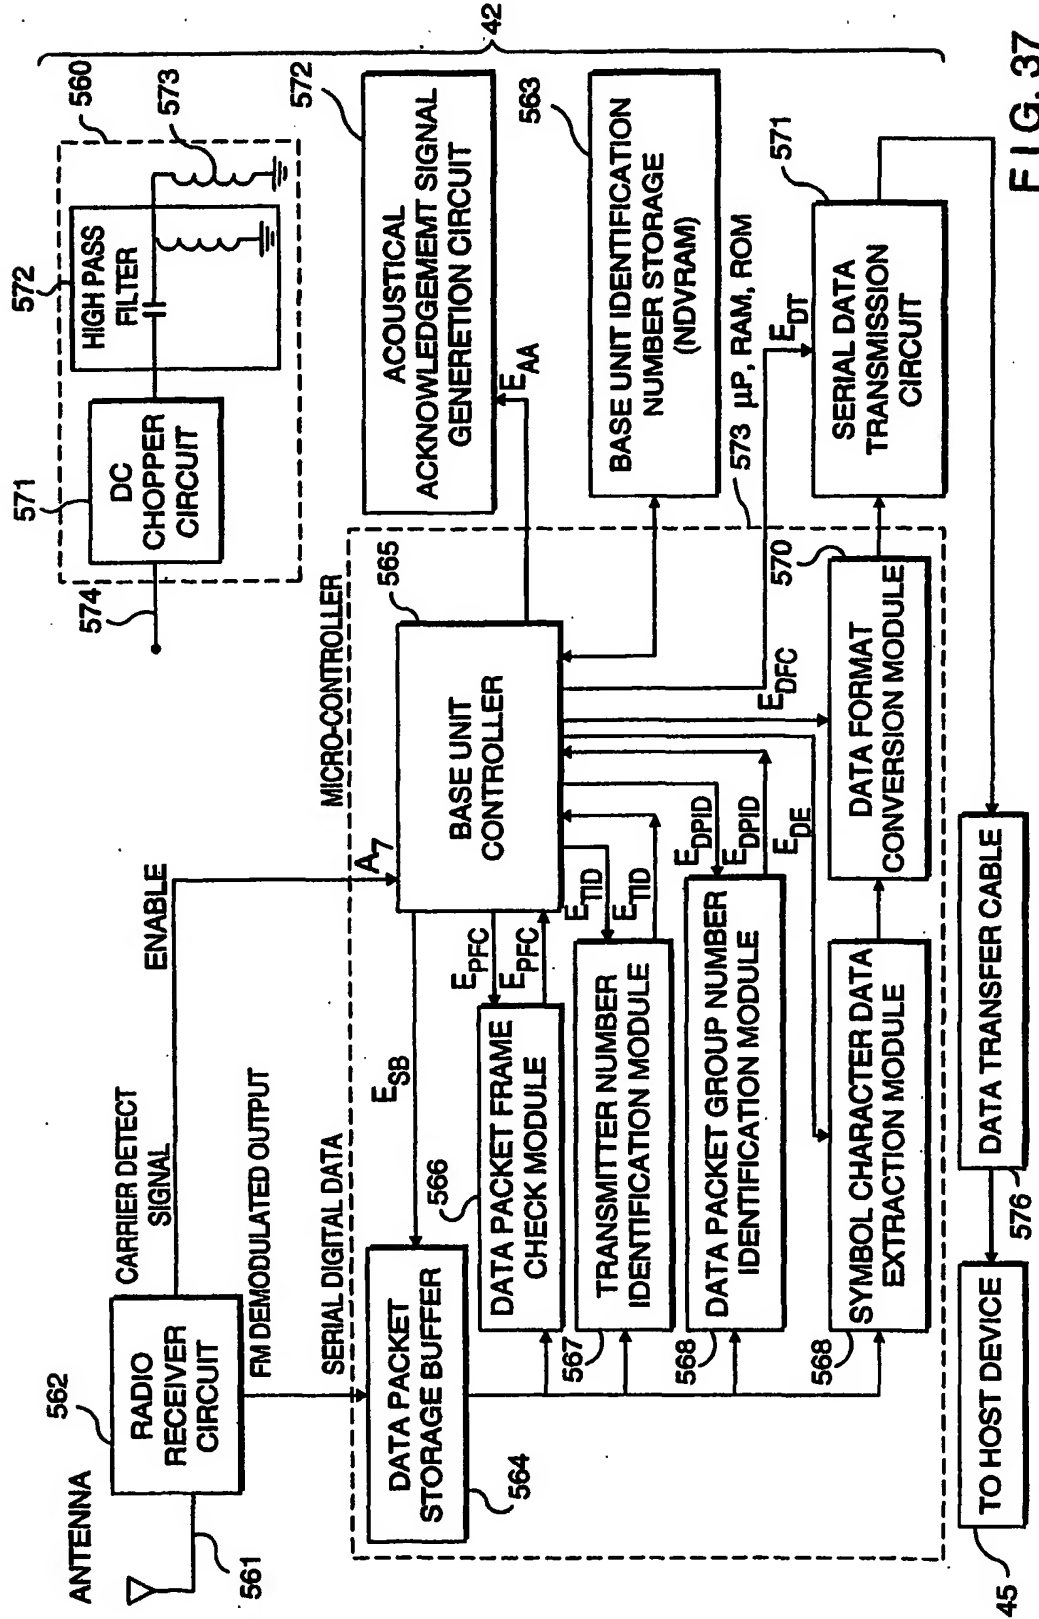 ANTENNA
561
562
RADIO
RECEIVER
CIRCUIT
CARRIER DETECT
SIGNAL
ENABLE
FM DEMODULATED OUTPUT
SERIAL DIGITAL DATA
A7
574
571
DC
CHOPPER
CIRCUIT
572
HIGH PASS
FILTER
560
573
42
MICRO-CONTROLLER
565
BASE UNIT
CONTROLLER
DATA PACKET
STORAGE BUFFER
564
ESB
566
DATA PACKET FRAME
CHECK MODULE
EPFC
EPFC
567
TRANSMITTER NUMBER
IDENTIFICATION MODULE
ETID
ETID
568
DATA PACKET GROUP NUMBER
IDENTIFICATION MODULE
EDPID
EDPID
568
SYMBOL CHARACTER DATA
EXTRACTION MODULE
EDE
570
DATA FORMAT
CONVERSION MODULE
EDFC
EAA
572
ACOUSTICAL
ACKNOWLEDGEMEMT SIGNAL
GENERETION CIRCUIT
563
BASE UNIT IDENTIFICATION
NUMBER STORAGE
(NDVRAM)
573 µP, RAM, ROM
EDT
571
SERIAL DATA
TRANSMISSION
CIRCUIT
45
TO HOST DEVICE
576
DATA TRANSFER CABLE
FIG. 37